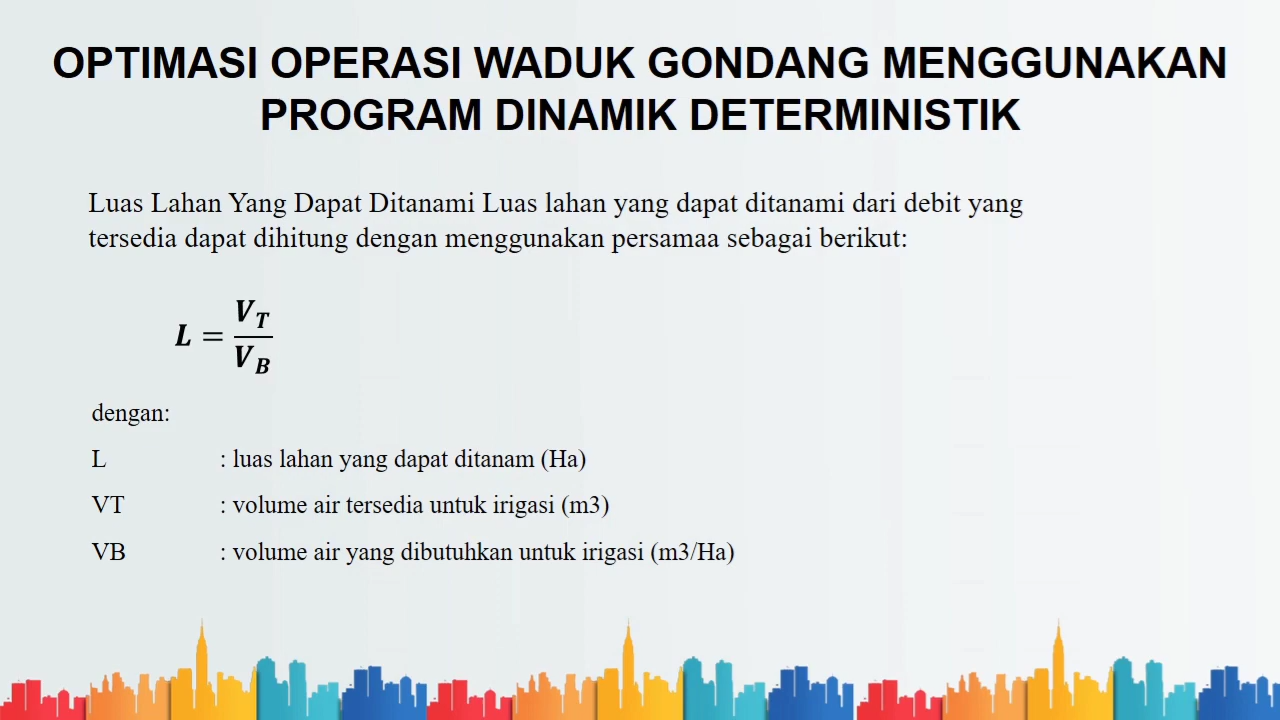 OPTIMASI OPERASI WADUK GONDANG MENGGUNAKAN
PROGRAM DINAMIK DETERMINISTIK
Luas Lahan Yang Dapat Ditanami Luas lahan yang dapat ditanami dari debit yang
tersedia dapat dihitung dengan menggunakan persamaa sebagai berikut:
L = V_T / V_B
dengan:
L : luas lahan yang dapat ditanam (Ha)
VT : volume air tersedia untuk irigasi (m3)
VB : volume air yang dibutuhkan untuk irigasi (m3/Ha)